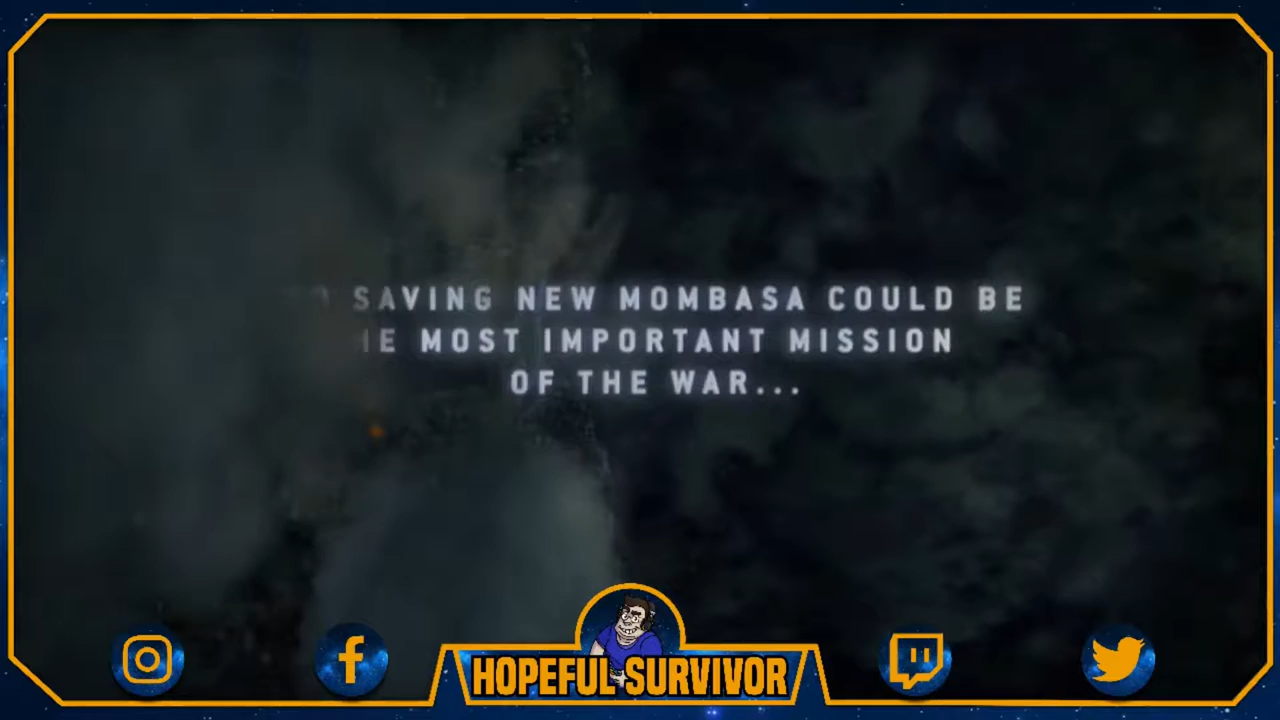 SAVING NEW MOMBASA COULD BE
MOST IMPORTANT MISSION
OF THE WAR...
HOPEFUL SURVIVOR